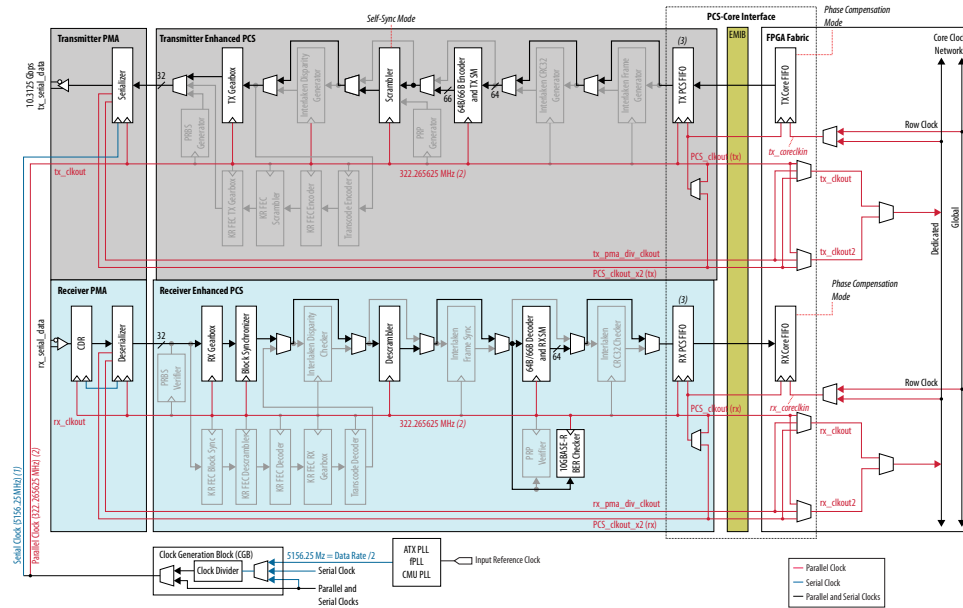 Self-Sync Mode
Phase Compensation
Mode
PCS-Core Interface
Transmitter PMA
Transmitter Enhanced PCS
EMIB
FPGA Fabric
Core Clock
Network
(3)
10.3125 Gbps
tx_serial_data
Serializer
32
TX Gearbox
Interlaken Disparity
Generator
Scrambler
66
64B/66B Encoder
and TX SM
64
Interlaken CRC32
Generator
Interlaken Frame
Generator
TX PCS FIFO
TX Core FIFO
PRBS
Generator
PRP
Generator
Row Clock
tx_coreclkin
PCS_clkout (tx)
tx_clkout
322.265625 MHz (2)
tx_clkout
KR FEC TX Gearbox
KR FEC
Scrambler
KR FEC Encoder
Transcode Encoder
Dedicated
Global
tx_pma_div_clkout
tx_clkout2
PCS_clkout_x2 (tx)
Receiver PMA
Receiver Enhanced PCS
Phase Compensation
Mode
(3)
rx_serial_data
CDR
Deserializer
32
PRBS
Verifier
RX Gearbox
Block Synchronizer
Interlaken Disparity
Checker
Descrambler
Interlaken
Frame Sync
64B/66B Decoder
and RX SM
64
Interlaken
CRC32 Checker
RX PCS FIFO
RX Core FIFO
Row Clock
rx_coreclkin
PCS_clkout (rx)
rx_clkout
322.265625 MHz (2)
rx_clkout
KR FEC Block Sync
KR FEC Descrambler
KR FEC Decoder
KR FEC RX
Gearbox
Transcode Decoder
PRP
Verifier
10GBASE-R
BER Checker
rx_pma_div_clkout
rx_clkout2
PCS_clkout_x2 (rx)
Serial Clock (5156.25 MHz) (1)
Parallel Clock (322.265625 MHz) (2)
Clock Generation Block (CGB)
Clock Divider
5156.25 Mz = Data Rate /2
Serial Clock
Parallel and
Serial Clocks
ATX PLL
fPLL
CMU PLL
Input Reference Clock
Parallel Clock
Serial Clock
Parallel and Serial Clocks